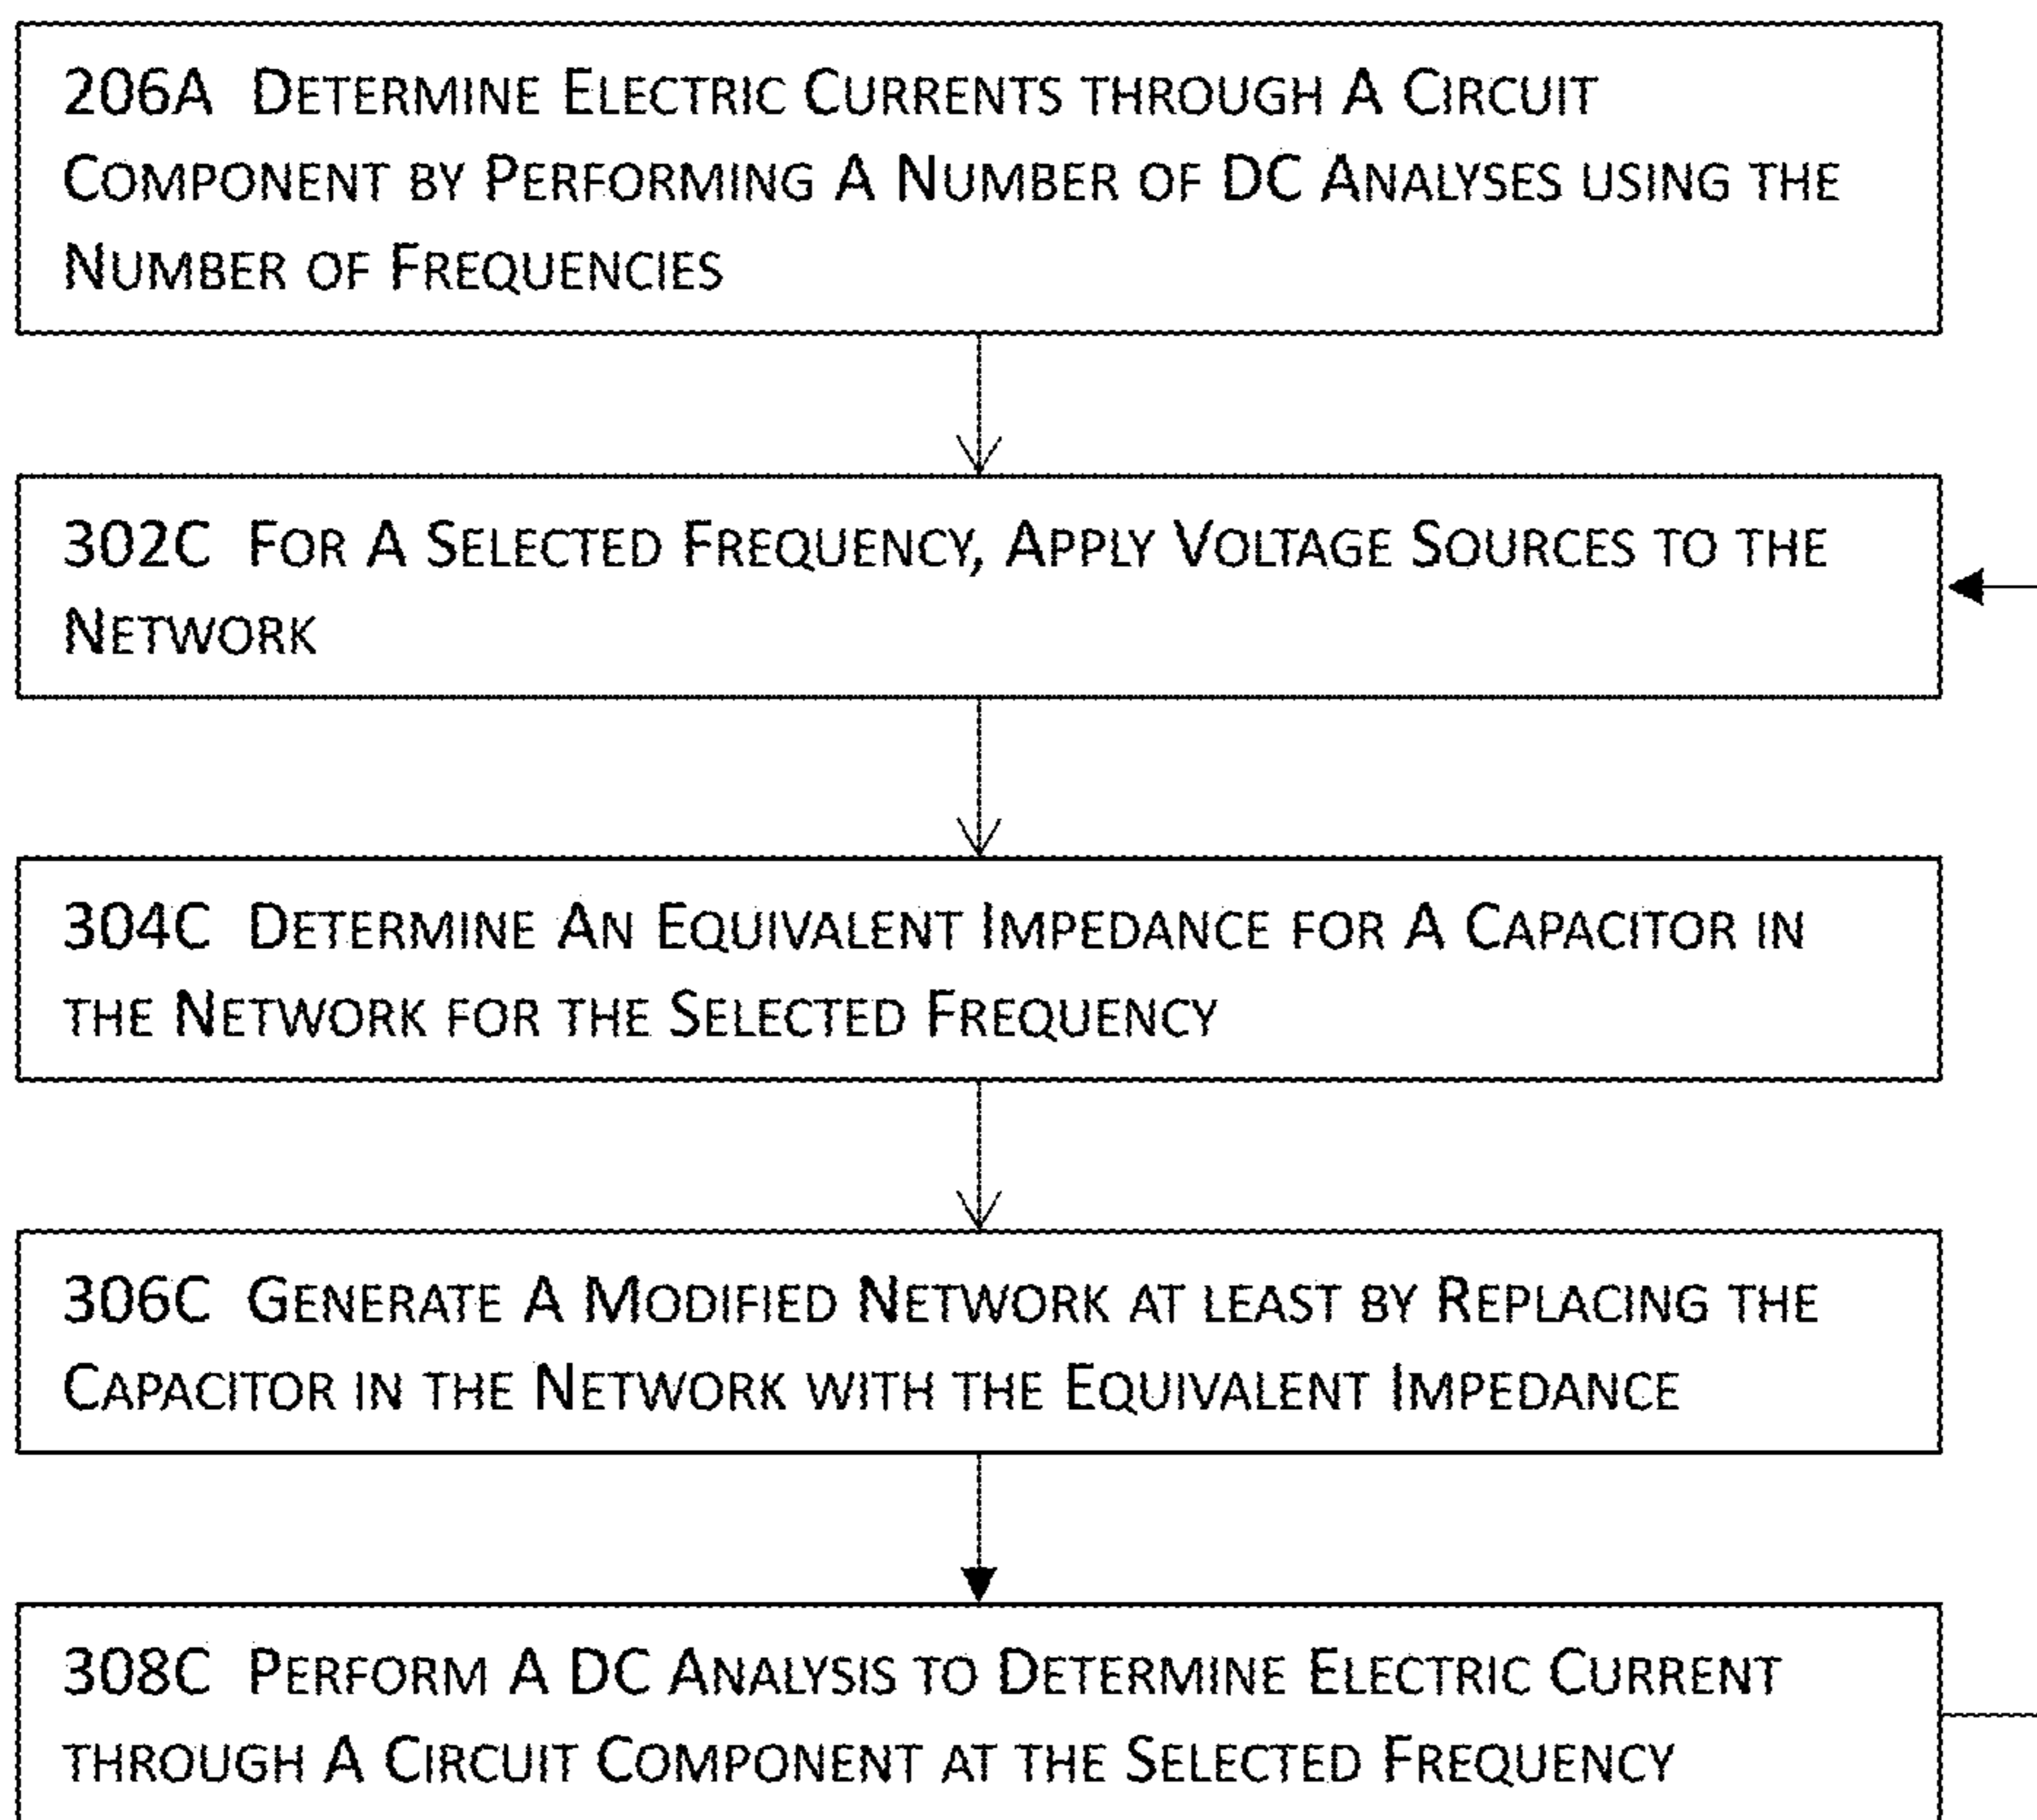 206A Determine Electric Currents through A Circuit
Component by Performing A Number of DC Analyses using the
Number of Frequencies
302C For A Selected Frequency, Apply Voltage Sources to the
Network
304C Determine An Equivalent Impedance for A Capacitor in
the Network for the Selected Frequency
306C Generate A Modified Network at least by Replacing the
Capacitor in the Network with the Equivalent Impedance
308C Perform A DC Analysis to Determine Electric Current
through A Circuit Component at the Selected Frequency